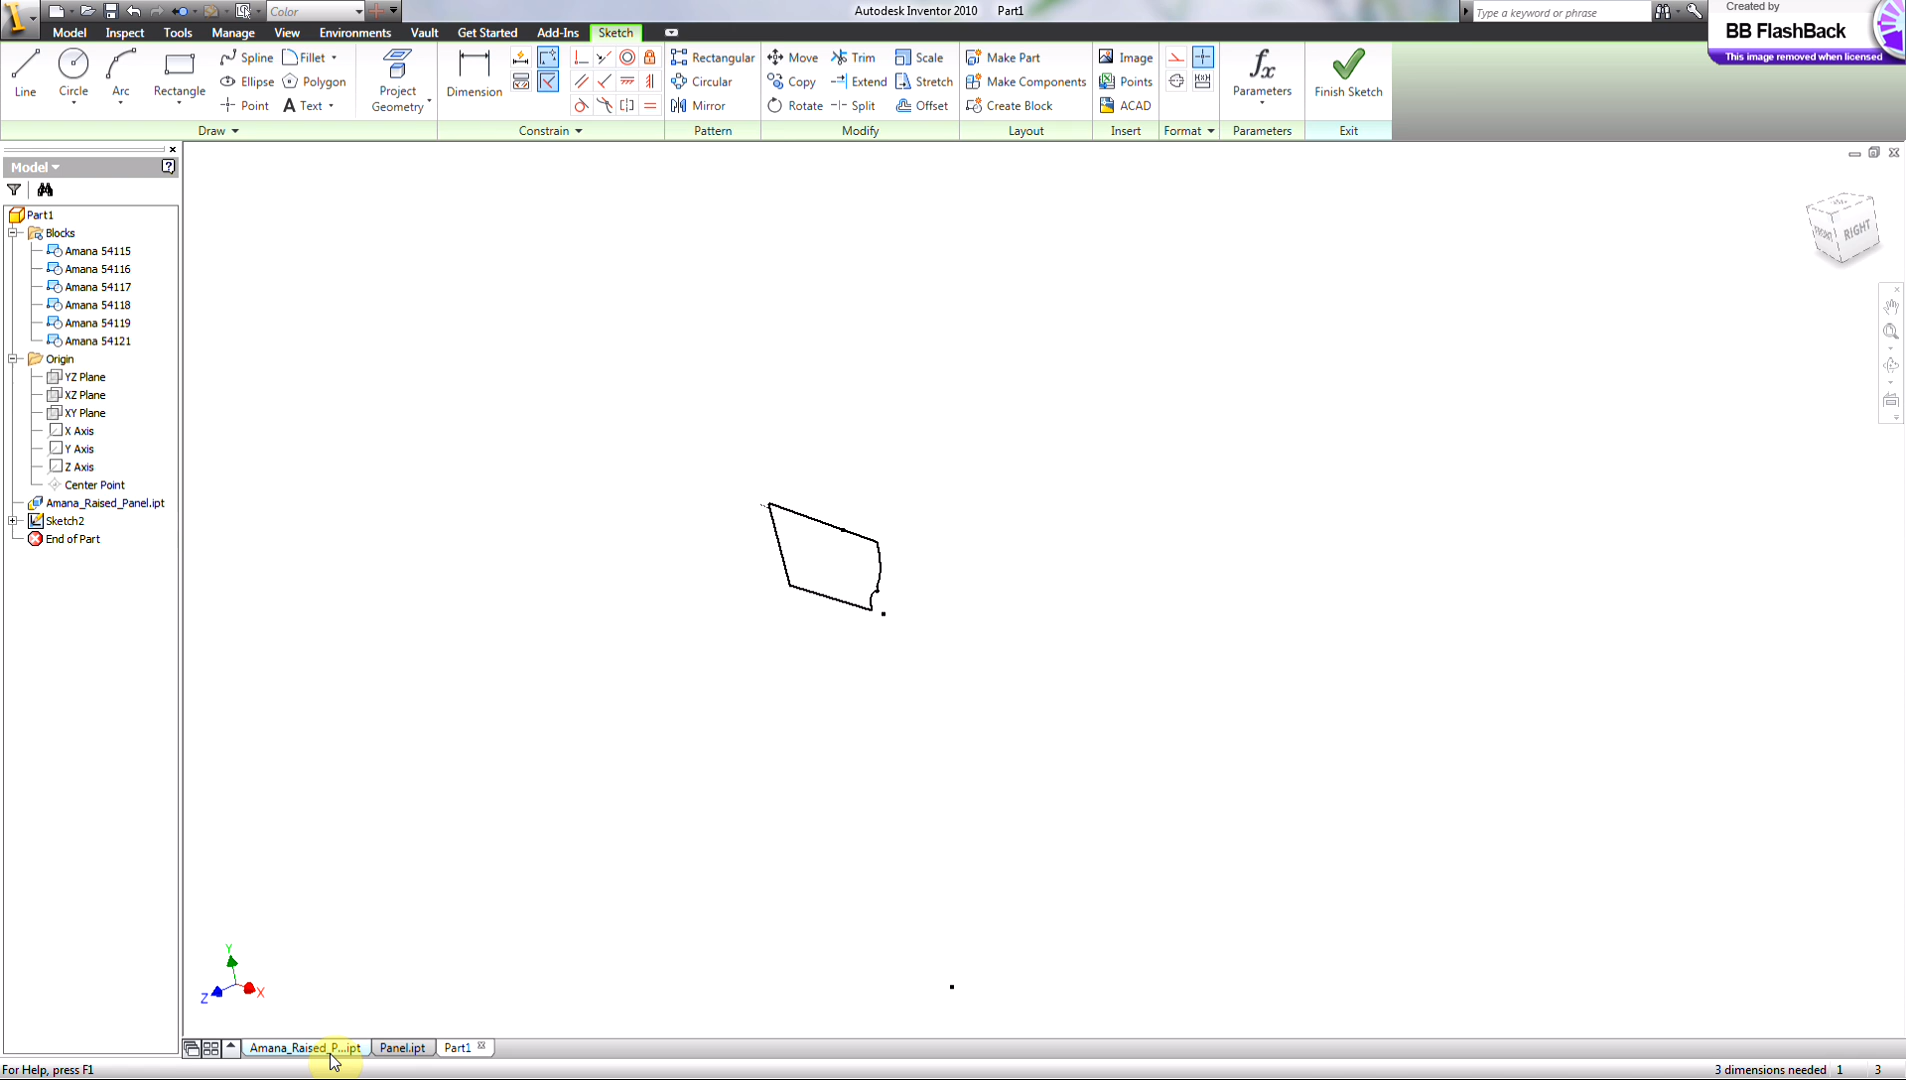 Color
Autodesk Inventor 2010 Part1
Type a keyword or phrase
Created by
BB FlashBack
This image removed when licensed
Model Inspect Tools Manage View Environments Vault Get Started Add-Ins Sketch
Line
Circle
Arc
Rectangle
Spline
Fillet
Ellipse
Polygon
Point
A Text
Project
Geometry
Dimension
Rectangular
Circular
Mirror
Move
Trim
Scale
Copy
Extend
Stretch
Rotate
Split
Offset
Make Part
Make Components
Create Block
Image
Points
ACAD
fx
Parameters
Finish Sketch
Draw
Constrain
Pattern
Modify
Layout
Insert
Format
Parameters
Exit
Model
Part1
Blocks
Amana 54115
Amana 54116
Amana 54117
Amana 54118
Amana 54119
Amana 54121
Origin
YZ Plane
XZ Plane
XY Plane
X Axis
Y Axis
Z Axis
Center Point
Amana_Raised_Panel.ipt
Sketch2
End of Part
FRONT
RIGHT
Y
Z
X
Amana_Raised_P...ipt
Panel.ipt
Part1
For Help, press F1
3 dimensions needed 1 3